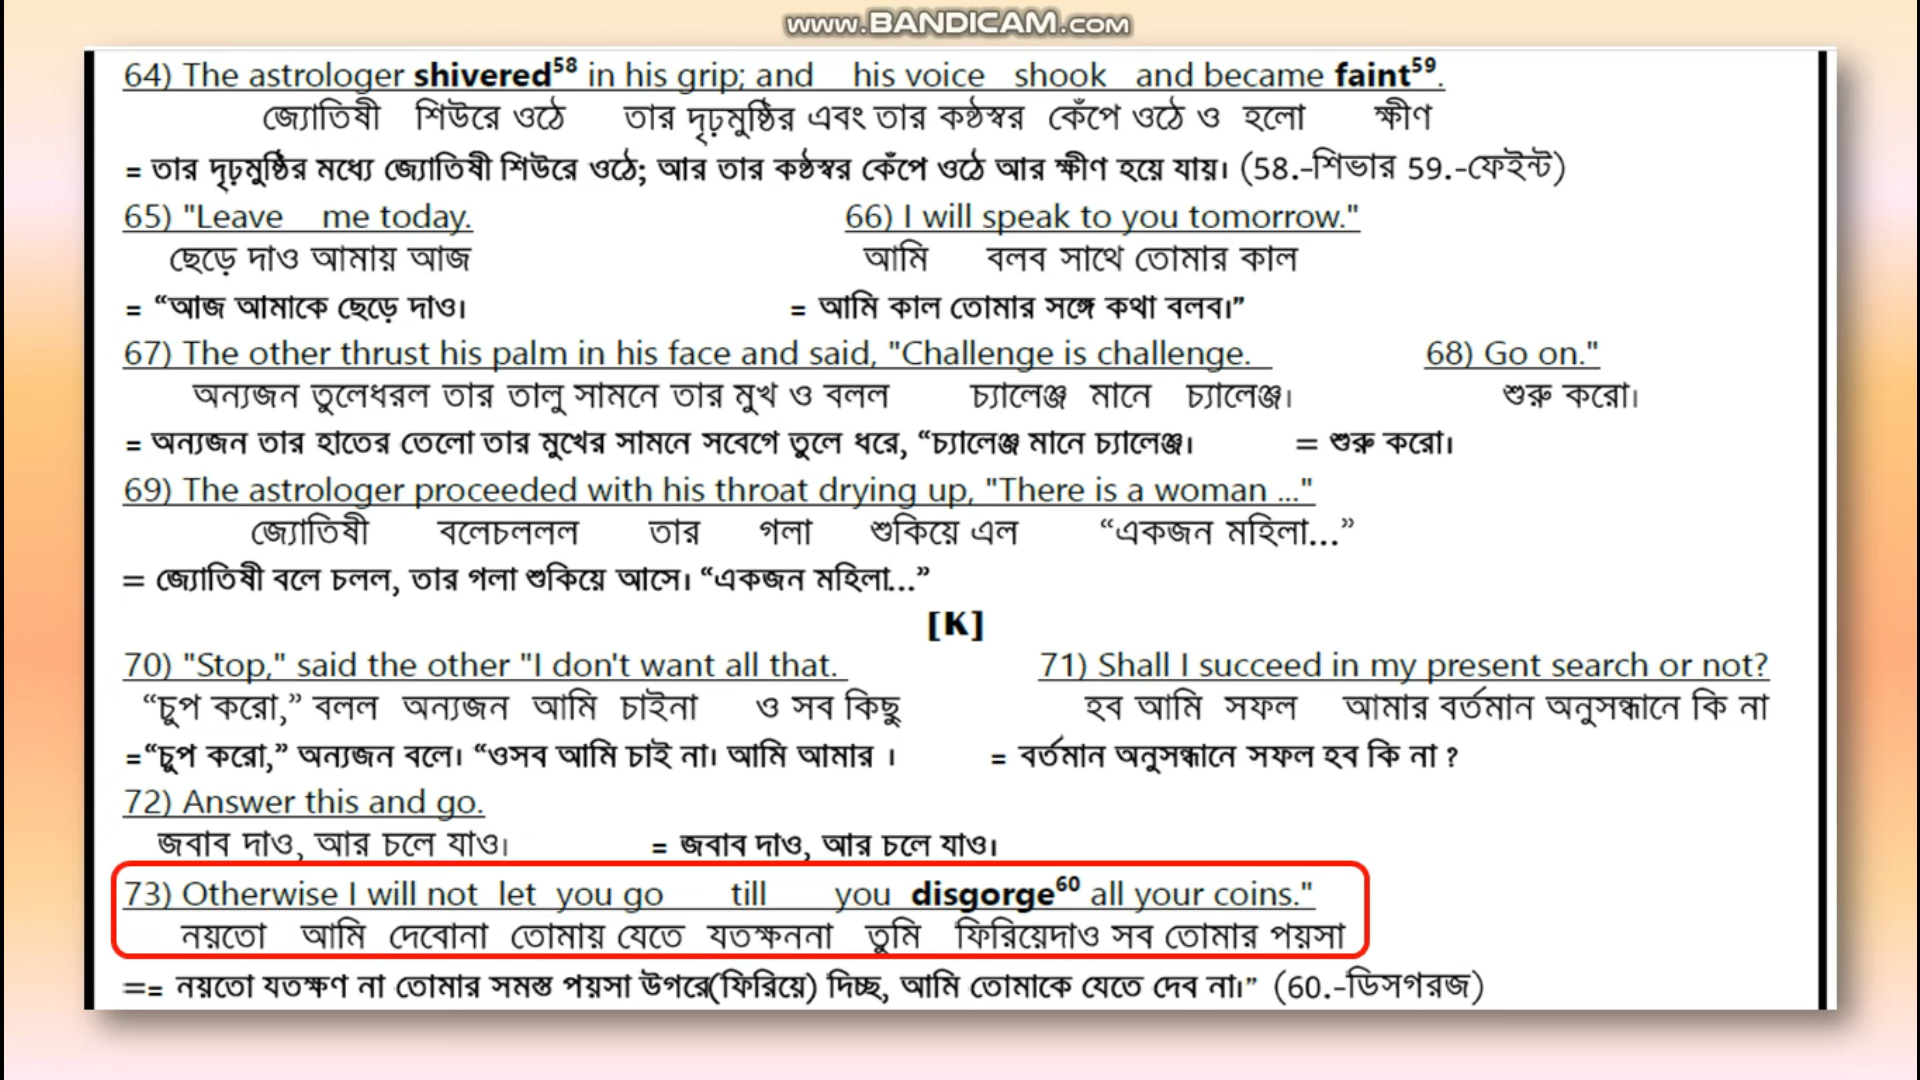 www.BANDICAM.com
64) The astrologer shivered58 in his grip; and his voice shook and became faint59.
জ্যোতিষী শিউরে ওঠে তার দৃঢ়মুষ্ঠির এবং তার কণ্ঠস্বর কেঁপে ওঠে ও হলো ক্ষীণ
= তার দৃঢ়মুষ্ঠির মধ্যে জ্যোতিষী শিউরে ওঠে; আর তার কণ্ঠস্বর কেঁপে ওঠে আর ক্ষীণ হয়ে যায়। (58.-শিভার 59.-ফেইন্ট)
65) "Leave me today. 66) I will speak to you tomorrow."
ছেড়ে দাও আমায় আজ আমি বলব সাথে তোমার কাল
= “আজ আমাকে ছেড়ে দাও। = আমি কাল তোমার সঙ্গে কথা বলব।”
67) The other thrust his palm in his face and said, "Challenge is challenge. 68) Go on."
অন্যজন তুলেধরল তার তালু সামনে তার মুখ ও বলল চ্যালেঞ্জ মানে চ্যালেঞ্জ। শুরু করো।
= অন্যজন তার হাতের তেলো তার মুখের সামনে সবেগে তুলে ধরে, “চ্যালেঞ্জ মানে চ্যালেঞ্জ। = শুরু করো।
69) The astrologer proceeded with his throat drying up, "There is a woman ..."
জ্যোতিষী বলেচললল তার গলা শুকিয়ে এল “একজন মহিলা...”
= জ্যোতিষী বলে চলল, তার গলা শুকিয়ে আসে। “একজন মহিলা...”
[K]
70) "Stop," said the other "I don't want all that. 71) Shall I succeed in my present search or not?
“চুপ করো,” বলল অন্যজন আমি চাইনা ও সব কিছু হব আমি সফল আমার বর্তমান অনুসন্ধানে কি না
=“চুপ করো,” অন্যজন বলে। “ওসব আমি চাই না। আমি আমার । = বর্তমান অনুসন্ধানে সফল হব কি না ?
72) Answer this and go.
জবাব দাও, আর চলে যাও। = জবাব দাও, আর চলে যাও।
73) Otherwise I will not let you go till you disgorge60 all your coins."
নয়তো আমি দেবোনা তোমায় যেতে যতক্ষননা তুমি ফিরিয়েদাও সব তোমার পয়সা
== নয়তো যতক্ষণ না তোমার সমস্ত পয়সা উগরে(ফিরিয়ে) দিচ্ছ, আমি তোমাকে যেতে দেব না।” (60.-ডিসগরজ)